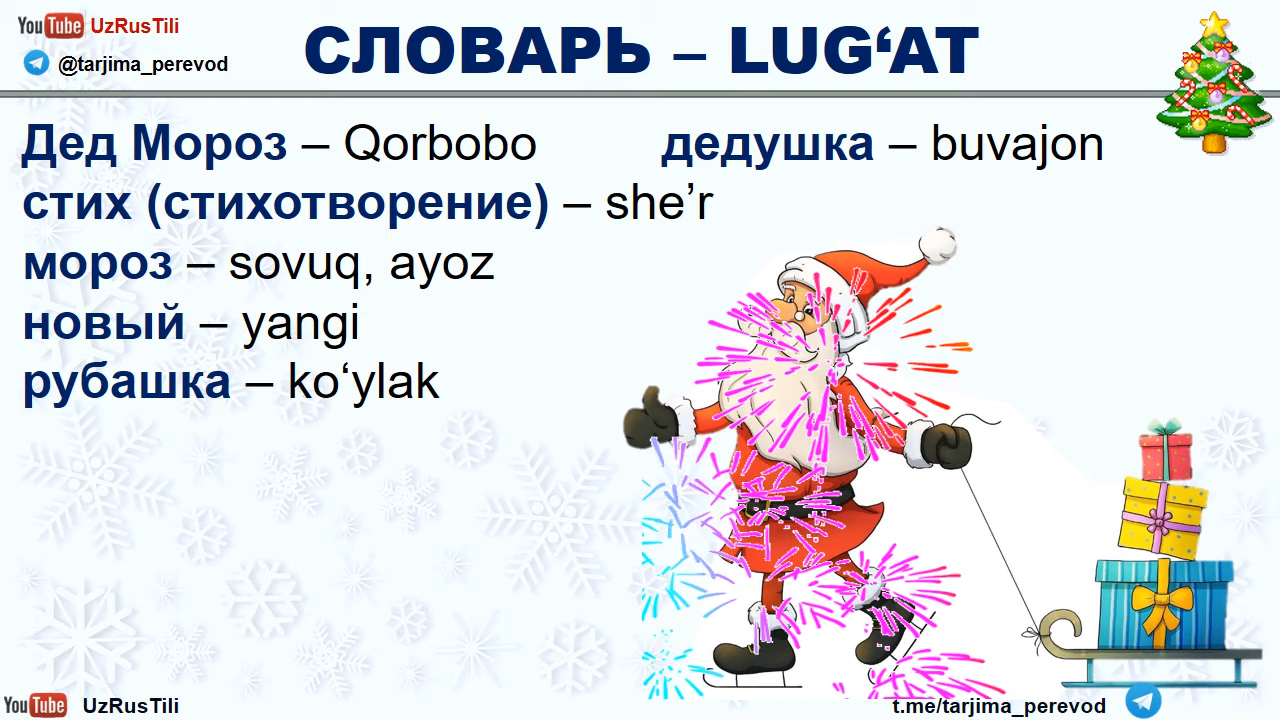 YouTube UzRusTili
@tarjima_perevod
СЛОВАРЬ – LUG‘AT
Дед Мороз – Qorbobo дедушка – buvajon
стих (стихотворение) – she’r
мороз – sovuq, ayoz
новый – yangi
рубашка – ko‘ylak
YouTube UzRusTili
t.me/tarjima_perevod